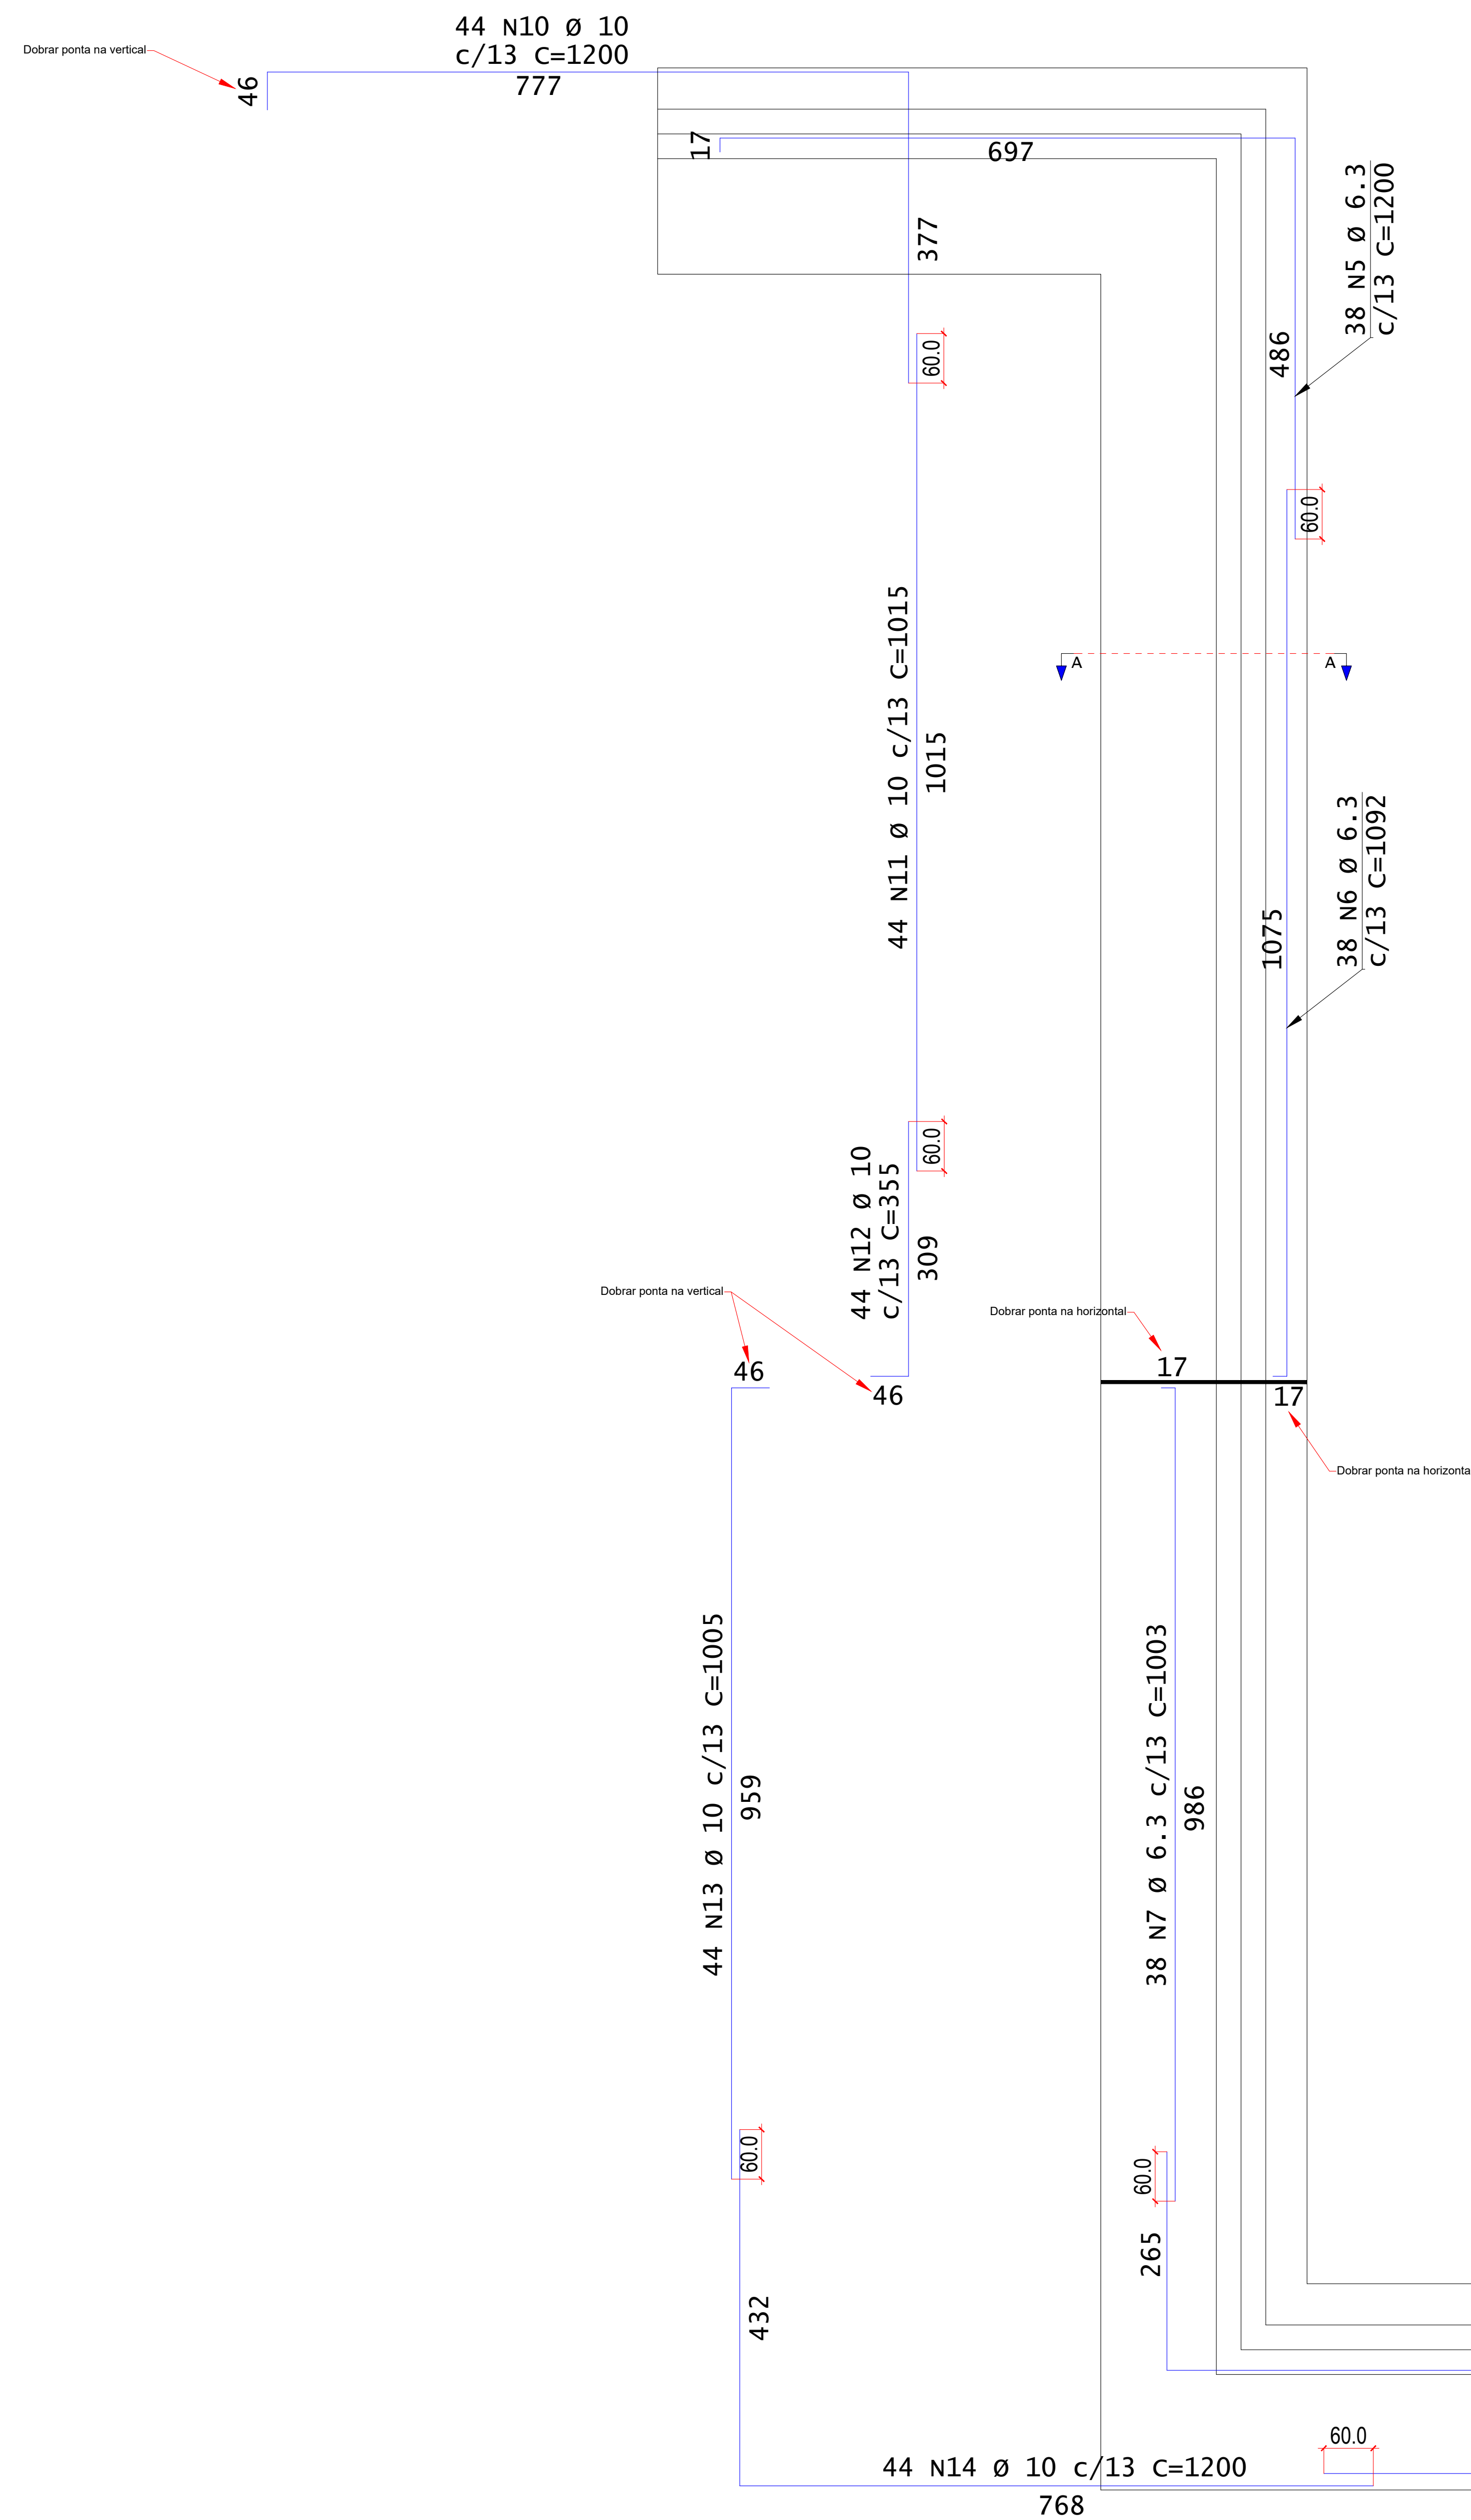 44 N10 Ø 10
c/13 C=1200
Dobrar ponta na vertical
46
777
17
697
377
38 N5 Ø 6.3
c/13 C=1200
60.0
486
60.0
44 N11 Ø 10 c/13 C=1015
1015
A
A
38 N6 Ø 6.3
c/13 C=1092
1075
60.0
44 N12 Ø 10
c/13 C=355
309
Dobrar ponta na vertical
Dobrar ponta na horizontal
46
46
17
17
Dobrar ponta na horizonta
44 N13 Ø 10 c/13 C=1005
959
38 N7 Ø 6.3 c/13 C=1003
986
60.0
60.0
265
432
60.0
44 N14 Ø 10 c/13 C=1200
768